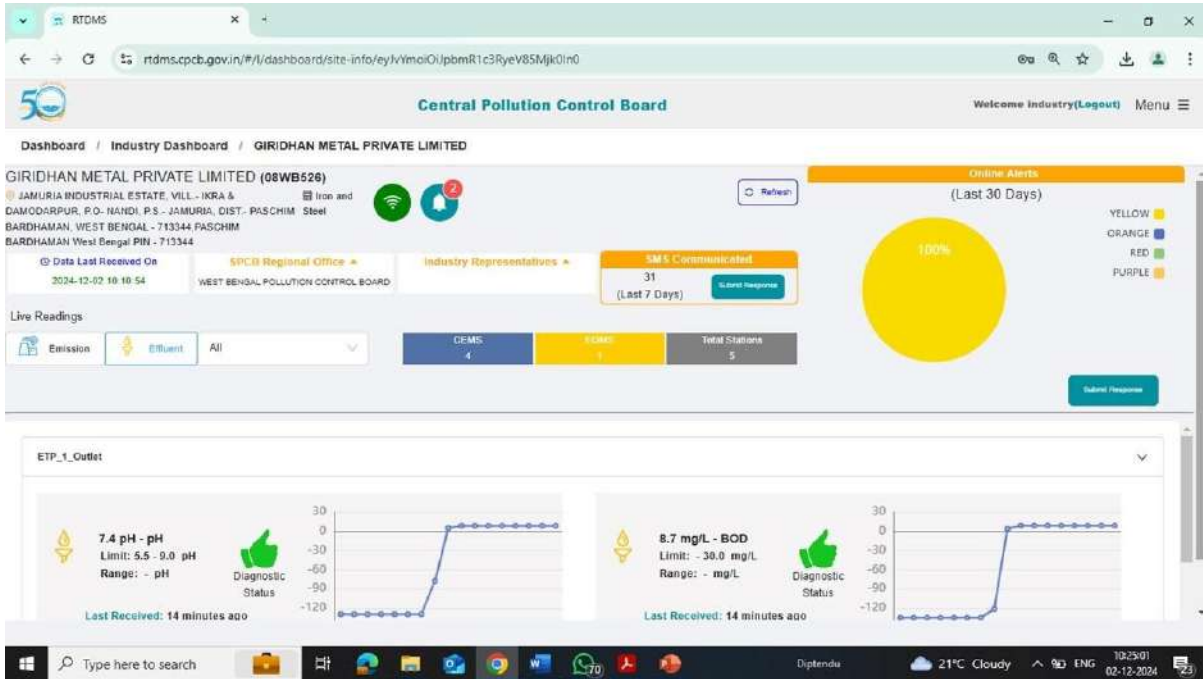 RTDMS
rtdms.cpcb.gov.in/#/l/dashboard/site-info/
50
Central Pollution Control Board
Welcome industry(Logout) Menu
Dashboard / Industry Dashboard / GIRIDHAN METAL PRIVATE LIMITED
GIRIDHAN METAL PRIVATE LIMITED (08WB526)
JAMURIA INDUSTRIAL ESTATE, VILL.- IKRA &
DAMODARPUR, P.O- NANDI, P.S.- JAMURIA, DIST.- PASCHIM
BARDHAMAN, WEST BENGAL - 713344,PASCHIM
BARDHAMAN West Bengal PIN - 713344
Iron and
Steel
2
Refresh
Data Last Received On
2024-12-02 10:10:54
SPCB Regional Office
WEST BENGAL POLLUTION CONTROL BOARD
Industry Representatives
SMS Communicated
31
(Last 7 Days)
Submit Response
Online Alerts
(Last 30 Days)
100%
YELLOW
ORANGE
RED
PURPLE
Submit Response
Live Readings
Emission
Effluent
All
CEMS
4
EQMS
1
Total Stations
5
ETP_1_Outlet
7.4 pH - pH
Limit: 5.5 - 9.0 pH
Range: - pH
Diagnostic
Status
Last Received: 14 minutes ago
30
0
-30
-60
-90
-120
8.7 mg/L - BOD
Limit: - 30.0 mg/L
Range: - mg/L
Diagnostic
Status
Last Received: 14 minutes ago
30
0
-30
-60
-90
-120
Type here to search
70
Diptendu
21°C Cloudy
ENG
10:25:01
02-12-2024
23